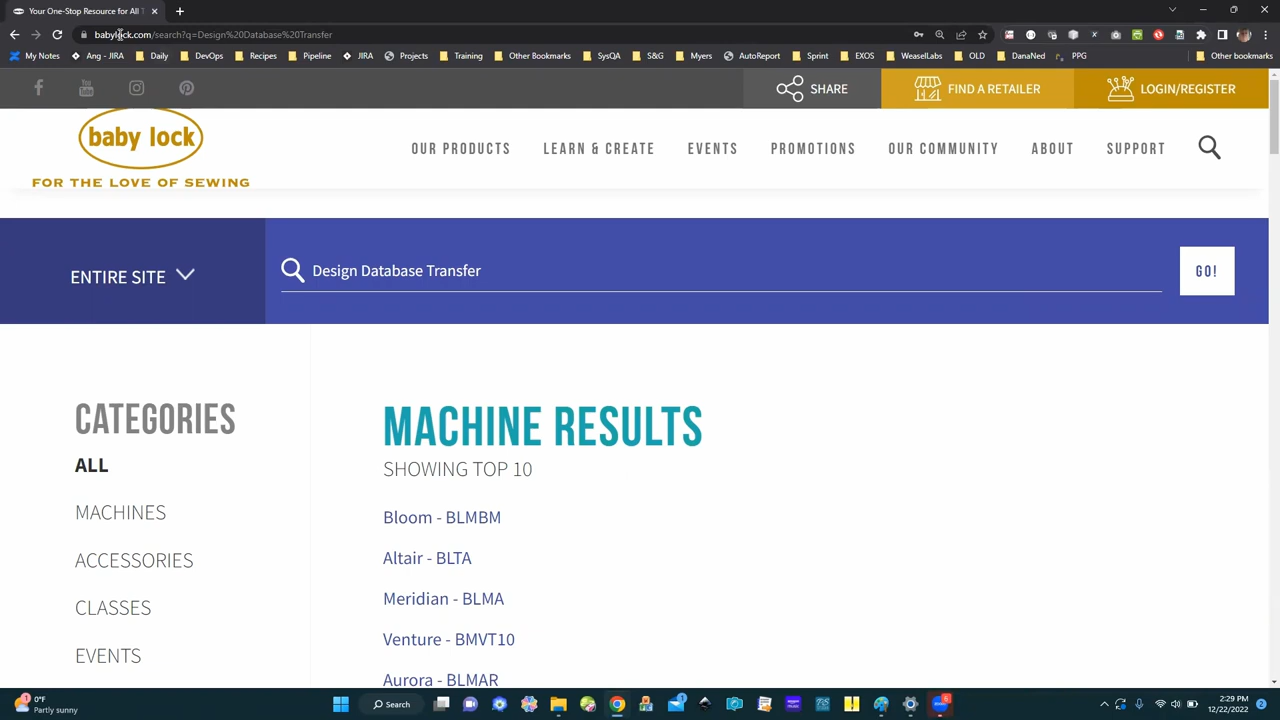 Your One-Stop Resource for All T
babylock.com/search?q=Design%20Database%20Transfer
My Notes
Ang - JIRA
Daily
DevOps
Recipes
Pipeline
JIRA
Projects
Training
Other Bookmarks
SysQA
S&G
Myers
AutoReport
Sprint
EXOS
WeaselLabs
OLD
DanaNed
PPG
Other bookmarks
SHARE
FIND A RETAILER
LOGIN/REGISTER
baby lock
FOR THE LOVE OF SEWING
OUR PRODUCTS
LEARN & CREATE
EVENTS
PROMOTIONS
OUR COMMUNITY
ABOUT
SUPPORT
ENTIRE SITE
Design Database Transfer
GO!
CATEGORIES
ALL
MACHINES
ACCESSORIES
CLASSES
EVENTS
MACHINE RESULTS
SHOWING TOP 10
Bloom - BLMBM
Altair - BLTA
Meridian - BLMA
Venture - BMVT10
Aurora - BLMAR
0°F
Partly sunny
Search
2:29 PM
12/22/2022